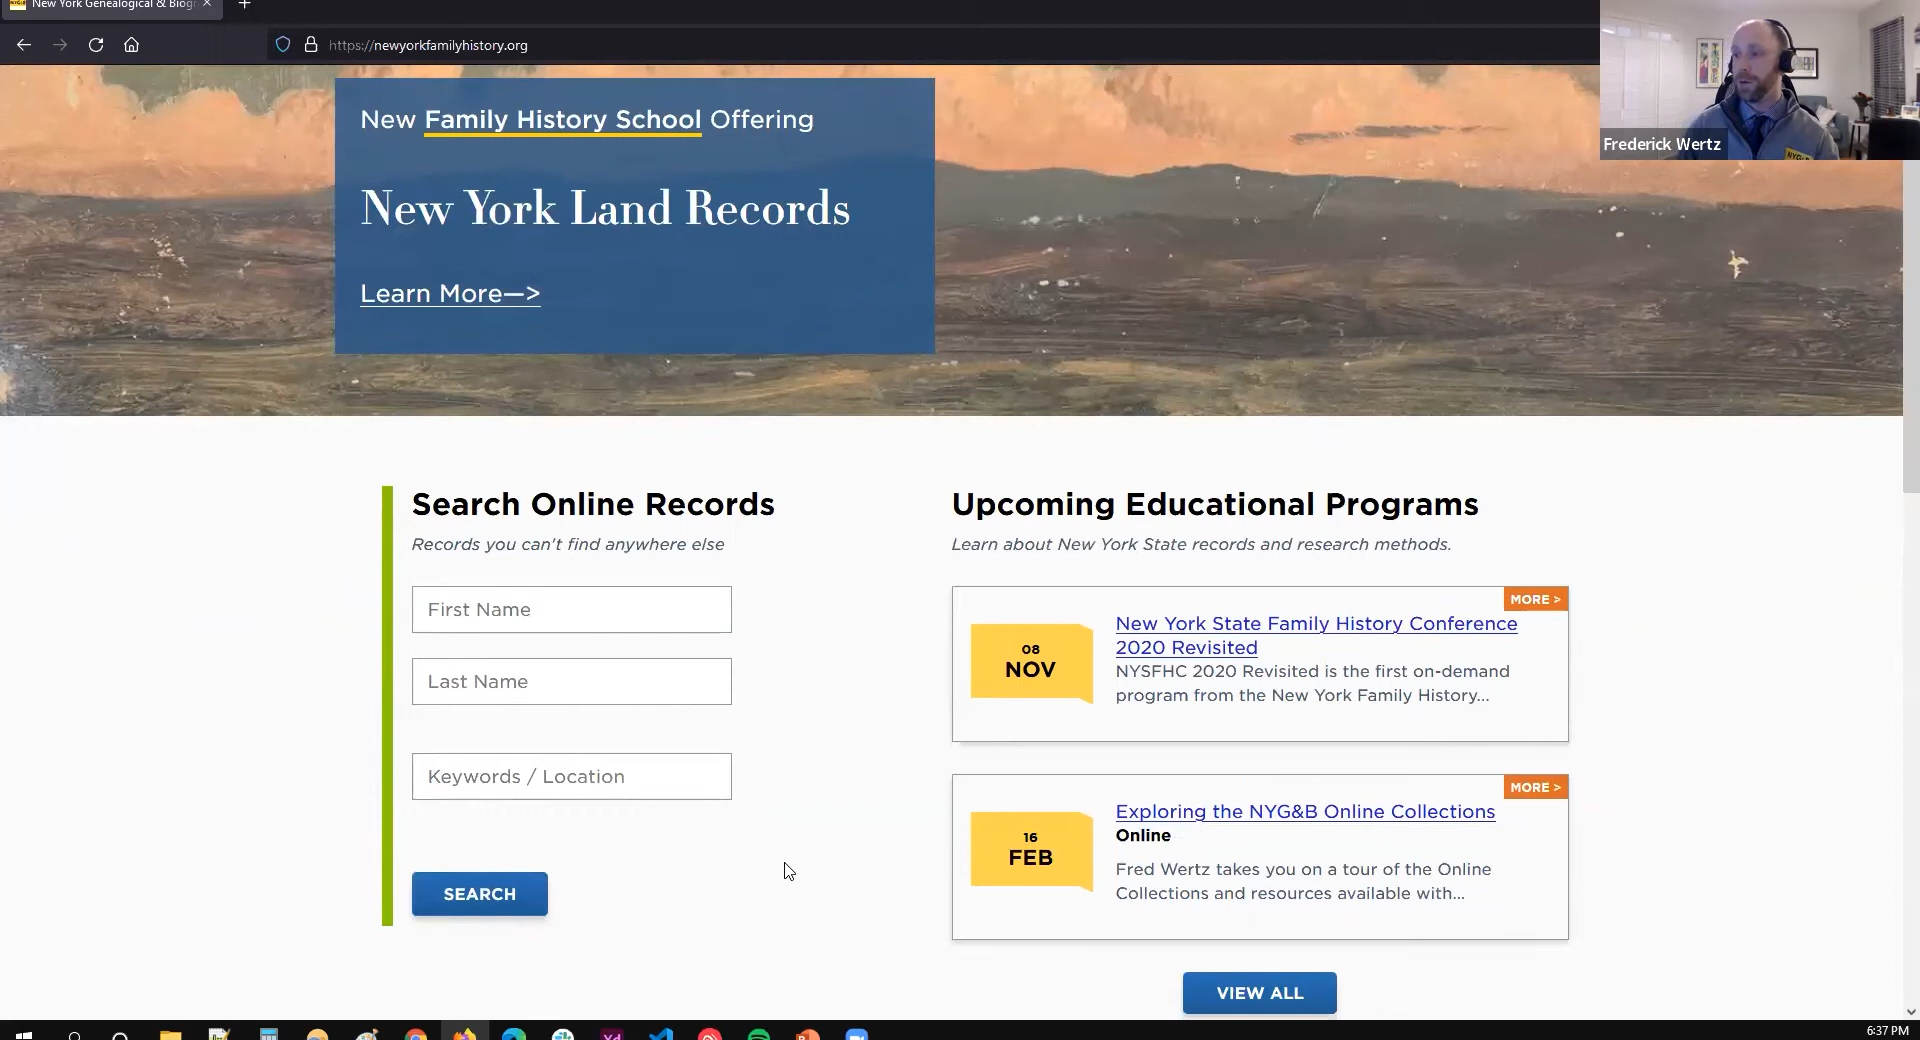 New York Genealogical & Biogr
https://newyorkfamilyhistory.org
Frederick Wertz
NYG&B
New Family History School Offering
New York Land Records
Learn More—>
Search Online Records
Records you can't find anywhere else
First Name
Last Name
Keywords / Location
SEARCH
Upcoming Educational Programs
Learn about New York State records and research methods.
MORE >
08
NOV
New York State Family History Conference
2020 Revisited
NYSFHC 2020 Revisited is the first on-demand
program from the New York Family History...
MORE >
16
FEB
Exploring the NYG&B Online Collections
Online
Fred Wertz takes you on a tour of the Online
Collections and resources available with...
VIEW ALL
Xd
6:37 PM